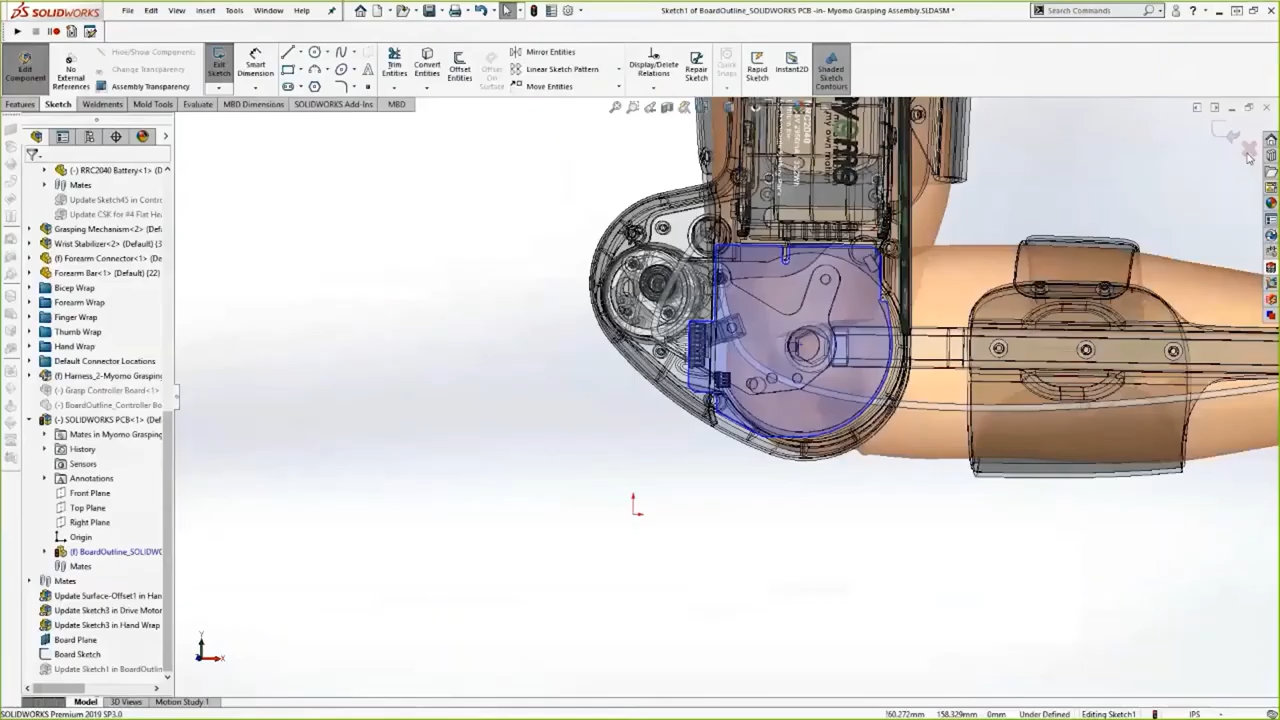 SOLIDWORKS
File Edit View Insert Tools Window Help
Sketch1 of BoardOutline_SOLIDWORKS PCB -in- Myomo Grasping Assembly.SLDASM *
Search Commands
Edit Component
No External References
Hide/Show Components
Change Transparency
Assembly Transparency
Exit Sketch
Smart Dimension
Trim Entities
Convert Entities
Offset Entities
Offset On Surface
Mirror Entities
Linear Sketch Pattern
Move Entities
Display/Delete Relations
Repair Sketch
Quick Snaps
Rapid Sketch
Instant2D
Shaded Sketch Contours
Features Sketch Weldments Mold Tools Evaluate MBD Dimensions SOLIDWORKS Add-Ins MBD
(-) RRC2040 Battery<1> (D
Mates
Update Sketch45 in Contro
Update CSK for #4 Flat Hea
Grasping Mechanism<2> (Default)
Wrist Stabilizer<2> (Default) (3
(f) Forearm Connector<1> (D
Forearm Bar<1> (Default) [22]
Bicep Wrap
Forearm Wrap
Finger Wrap
Thumb Wrap
Hand Wrap
Default Connector Locations
(f) Harness_2-Myomo Grasping
(-) Grasp Controller Board<1>
(-) BoardOutline_Controller Bo
(-) SOLIDWORKS PCB<1> (Def
Mates in Myomo Grasping
History
Sensors
Annotations
Front Plane
Top Plane
Right Plane
Origin
(f) BoardOutline_SOLIDWO
Mates
Mates
Update Surface-Offset1 in Han
Update Sketch3 in Drive Motor
Update Sketch3 in Hand Wrap
Board Plane
Board Sketch
Update Sketch1 in BoardOutlin
Y
X
Model 3D Views Motion Study 1
SOLIDWORKS Premium 2019 SP3.0
158.329mm 0mm Under Defined Editing Sketch1 IPS